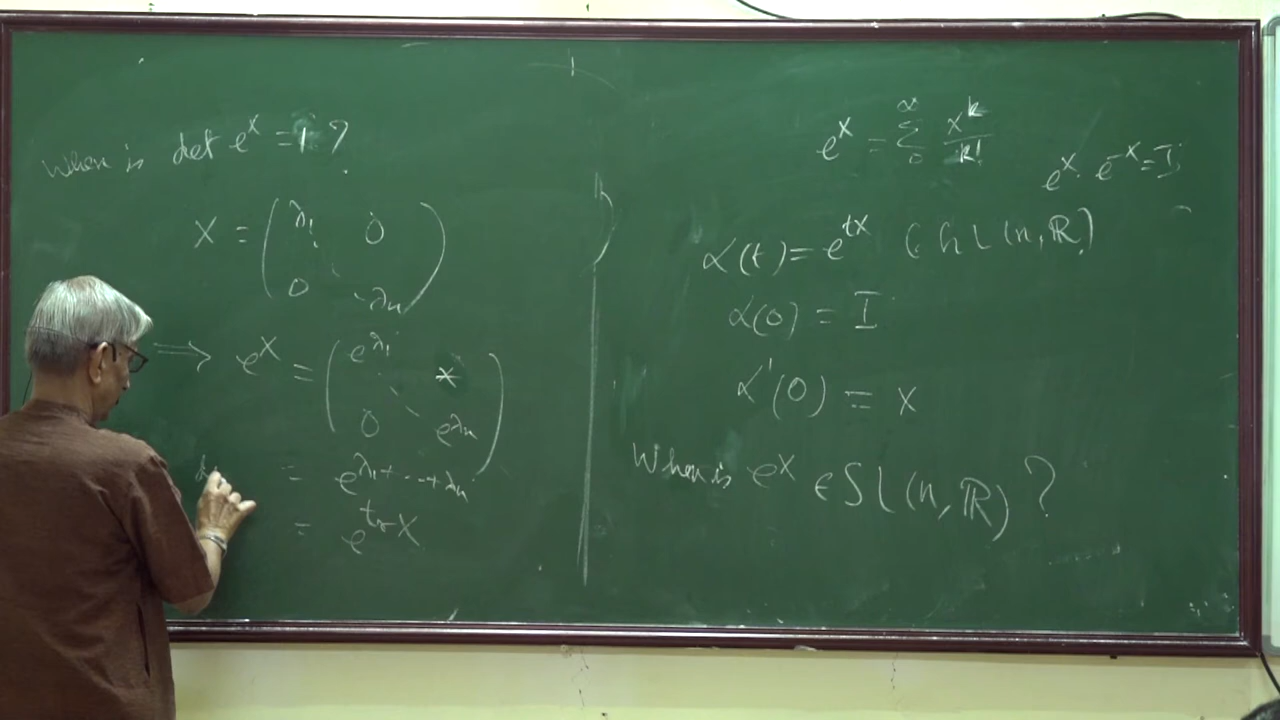 When is det e^X = 1 ?
X = ( λ₁ 0 ⋱ 0 λₙ )
⟹ e^X = ( e^λ₁ * ⋱ 0 e^λₙ )
= e^(λ₁ + ⋯ + λₙ)
= e^(tr X)
e^X = Σ₀^∞ X^k / k!
e^X · e^-X = I
α(t) = e^tX ∈ GL(n, ℝ)
α(0) = I
α'(0) = X
When is e^X ∈ SL(n, ℝ) ?